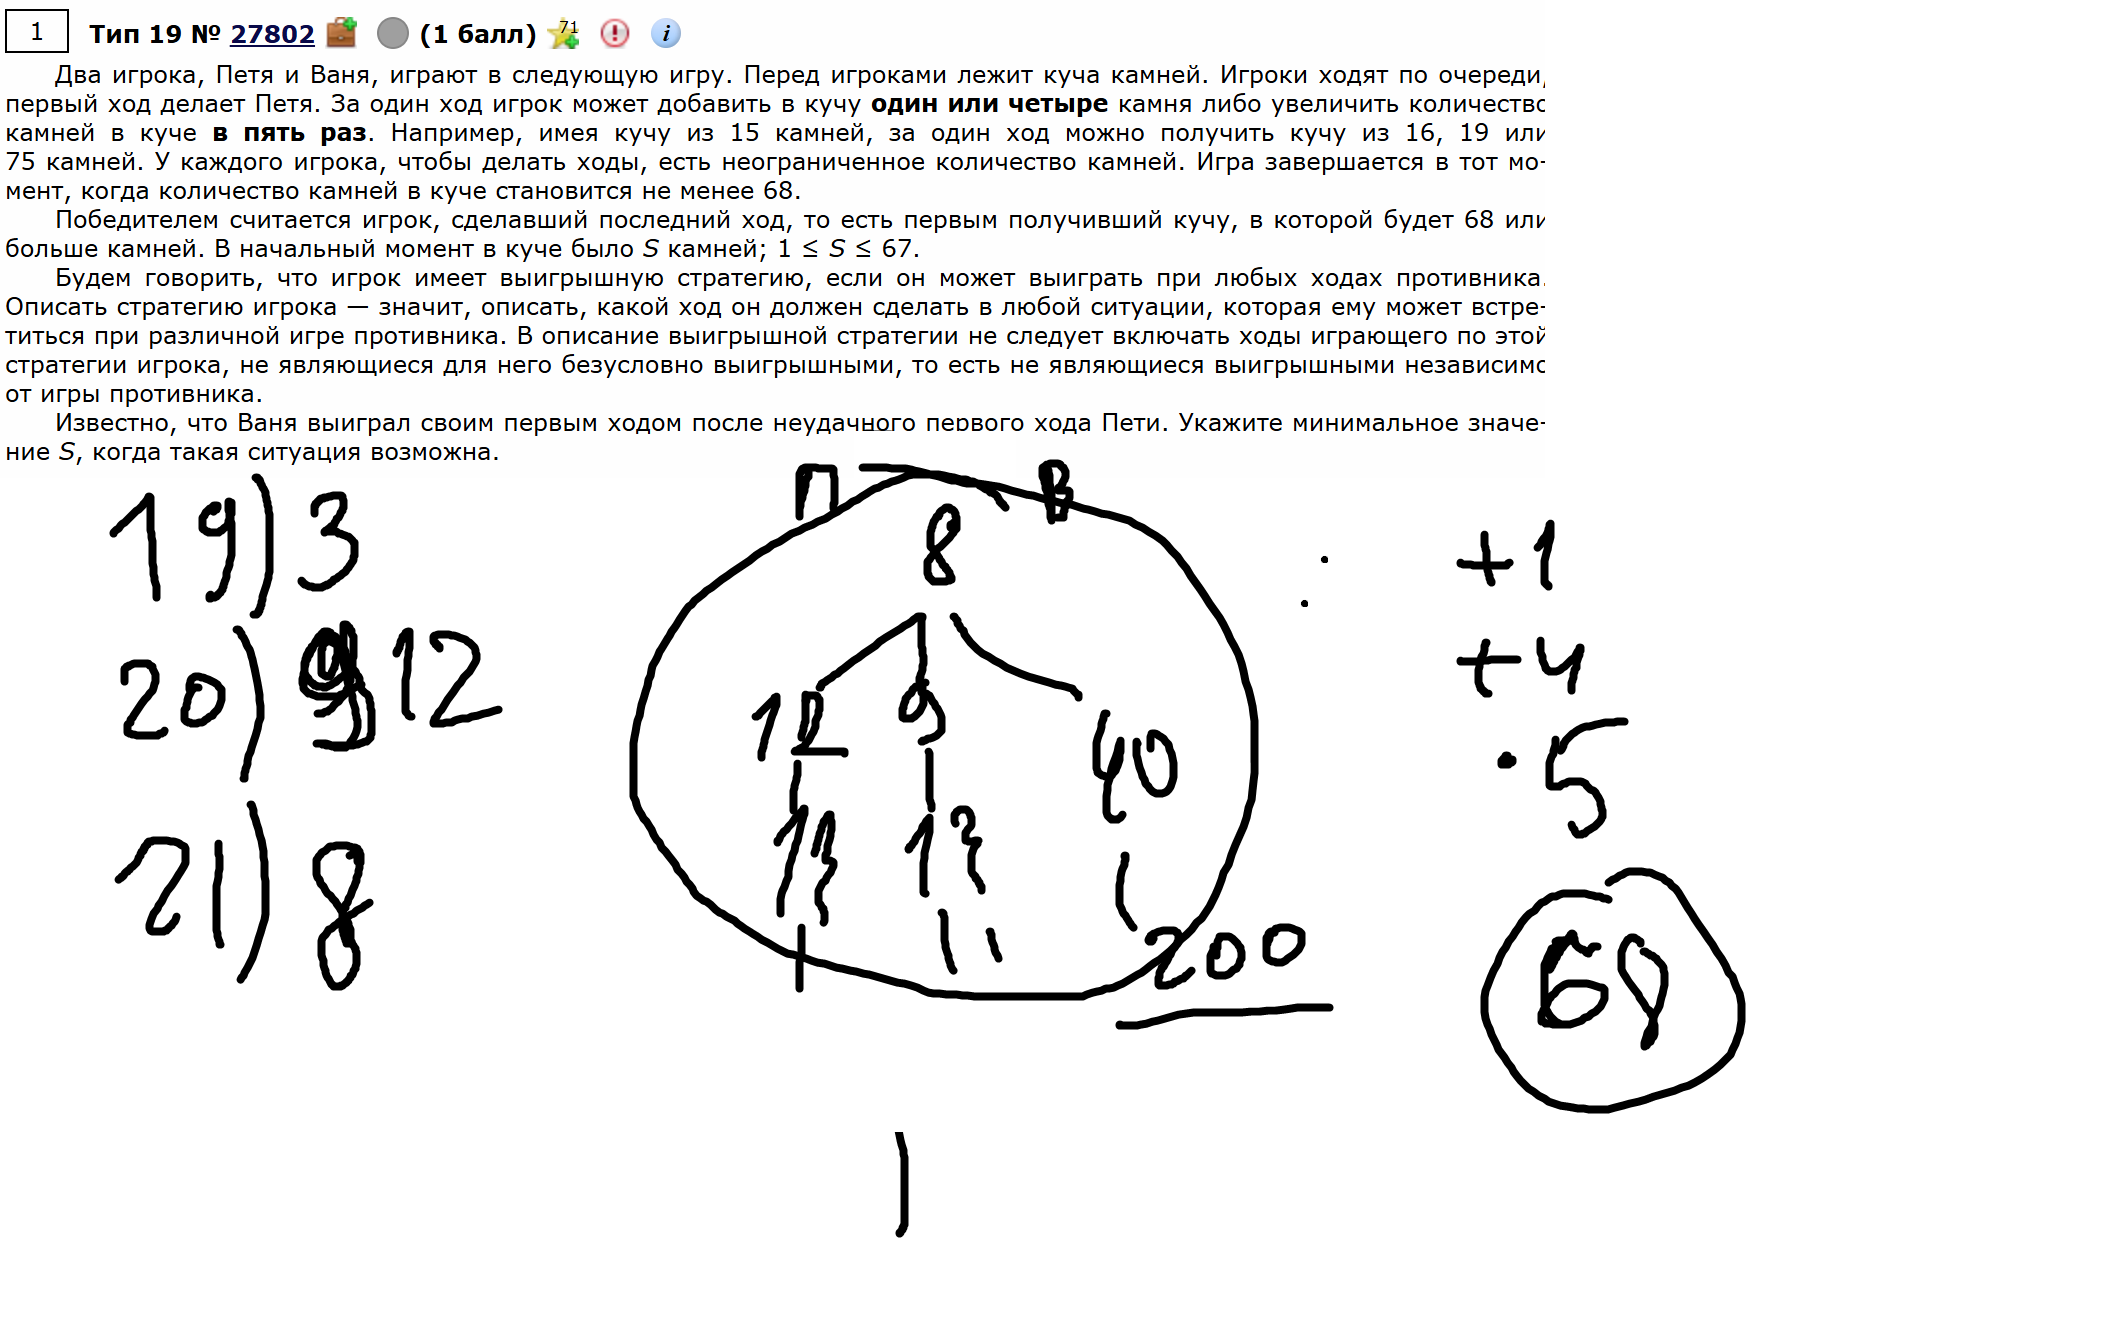 1 Тип 19 № 27802 (1 балл) 71 i
Два игрока, Петя и Ваня, играют в следующую игру. Перед игроками лежит куча камней. Игроки ходят по очереди,
первый ход делает Петя. За один ход игрок может добавить в кучу один или четыре камня либо увеличить количество
камней в куче в пять раз. Например, имея кучу из 15 камней, за один ход можно получить кучу из 16, 19 или
75 камней. У каждого игрока, чтобы делать ходы, есть неограниченное количество камней. Игра завершается в тот мо-
мент, когда количество камней в куче становится не менее 68.
Победителем считается игрок, сделавший последний ход, то есть первым получивший кучу, в которой будет 68 или
больше камней. В начальный момент в куче было S камней; 1 ≤ S ≤ 67.
Будем говорить, что игрок имеет выигрышную стратегию, если он может выиграть при любых ходах противника.
Описать стратегию игрока — значит, описать, какой ход он должен сделать в любой ситуации, которая ему может встре-
титься при различной игре противника. В описание выигрышной стратегии не следует включать ходы играющего по этой
стратегии игрока, не являющиеся для него безусловно выигрышными, то есть не являющиеся выигрышными независимо
от игры противника.
Известно, что Ваня выиграл своим первым ходом после неудачного первого хода Пети. Укажите минимальное значе-
ние S, когда такая ситуация возможна.
П В
19) 3
8
+1
20) 12
+4
12 9 40
·5
13 13
21) 8
200
68